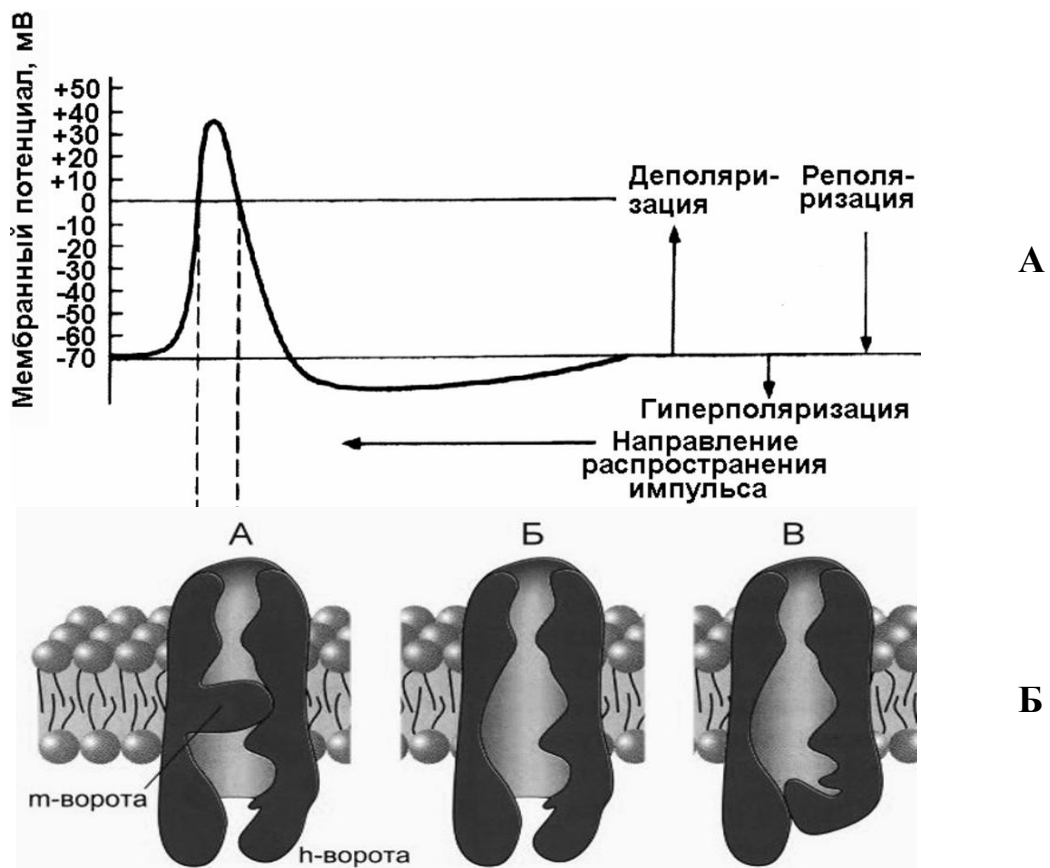 Мембранный потенциал, мВ
+50
+40
+30
+20
+10
0
-10
-20
-30
-40
-50
-60
-70
Деполяри-
зация
Реполя-
ризация
А
Гиперполяризация
Направление
распространения
импульса
А
Б
В
Б
m-ворота
h-ворота